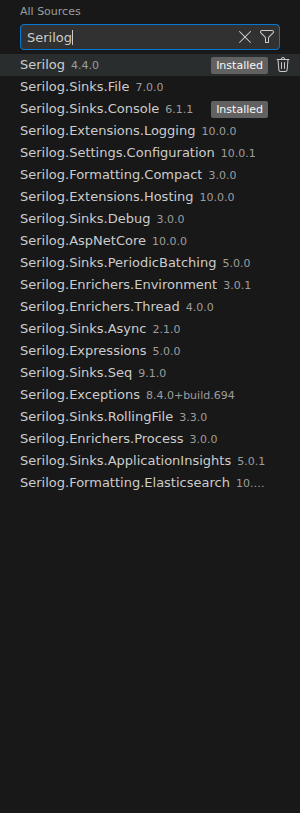 All Sources
Serilog
Serilog 4.4.0 Installed
Serilog.Sinks.File 7.0.0
Serilog.Sinks.Console 6.1.1 Installed
Serilog.Extensions.Logging 10.0.0
Serilog.Settings.Configuration 10.0.1
Serilog.Formatting.Compact 3.0.0
Serilog.Extensions.Hosting 10.0.0
Serilog.Sinks.Debug 3.0.0
Serilog.AspNetCore 10.0.0
Serilog.Sinks.PeriodicBatching 5.0.0
Serilog.Enrichers.Environment 3.0.1
Serilog.Enrichers.Thread 4.0.0
Serilog.Sinks.Async 2.1.0
Serilog.Expressions 5.0.0
Serilog.Sinks.Seq 9.1.0
Serilog.Exceptions 8.4.0+build.694
Serilog.Sinks.RollingFile 3.3.0
Serilog.Enrichers.Process 3.0.0
Serilog.Sinks.ApplicationInsights 5.0.1
Serilog.Formatting.Elasticsearch 10....